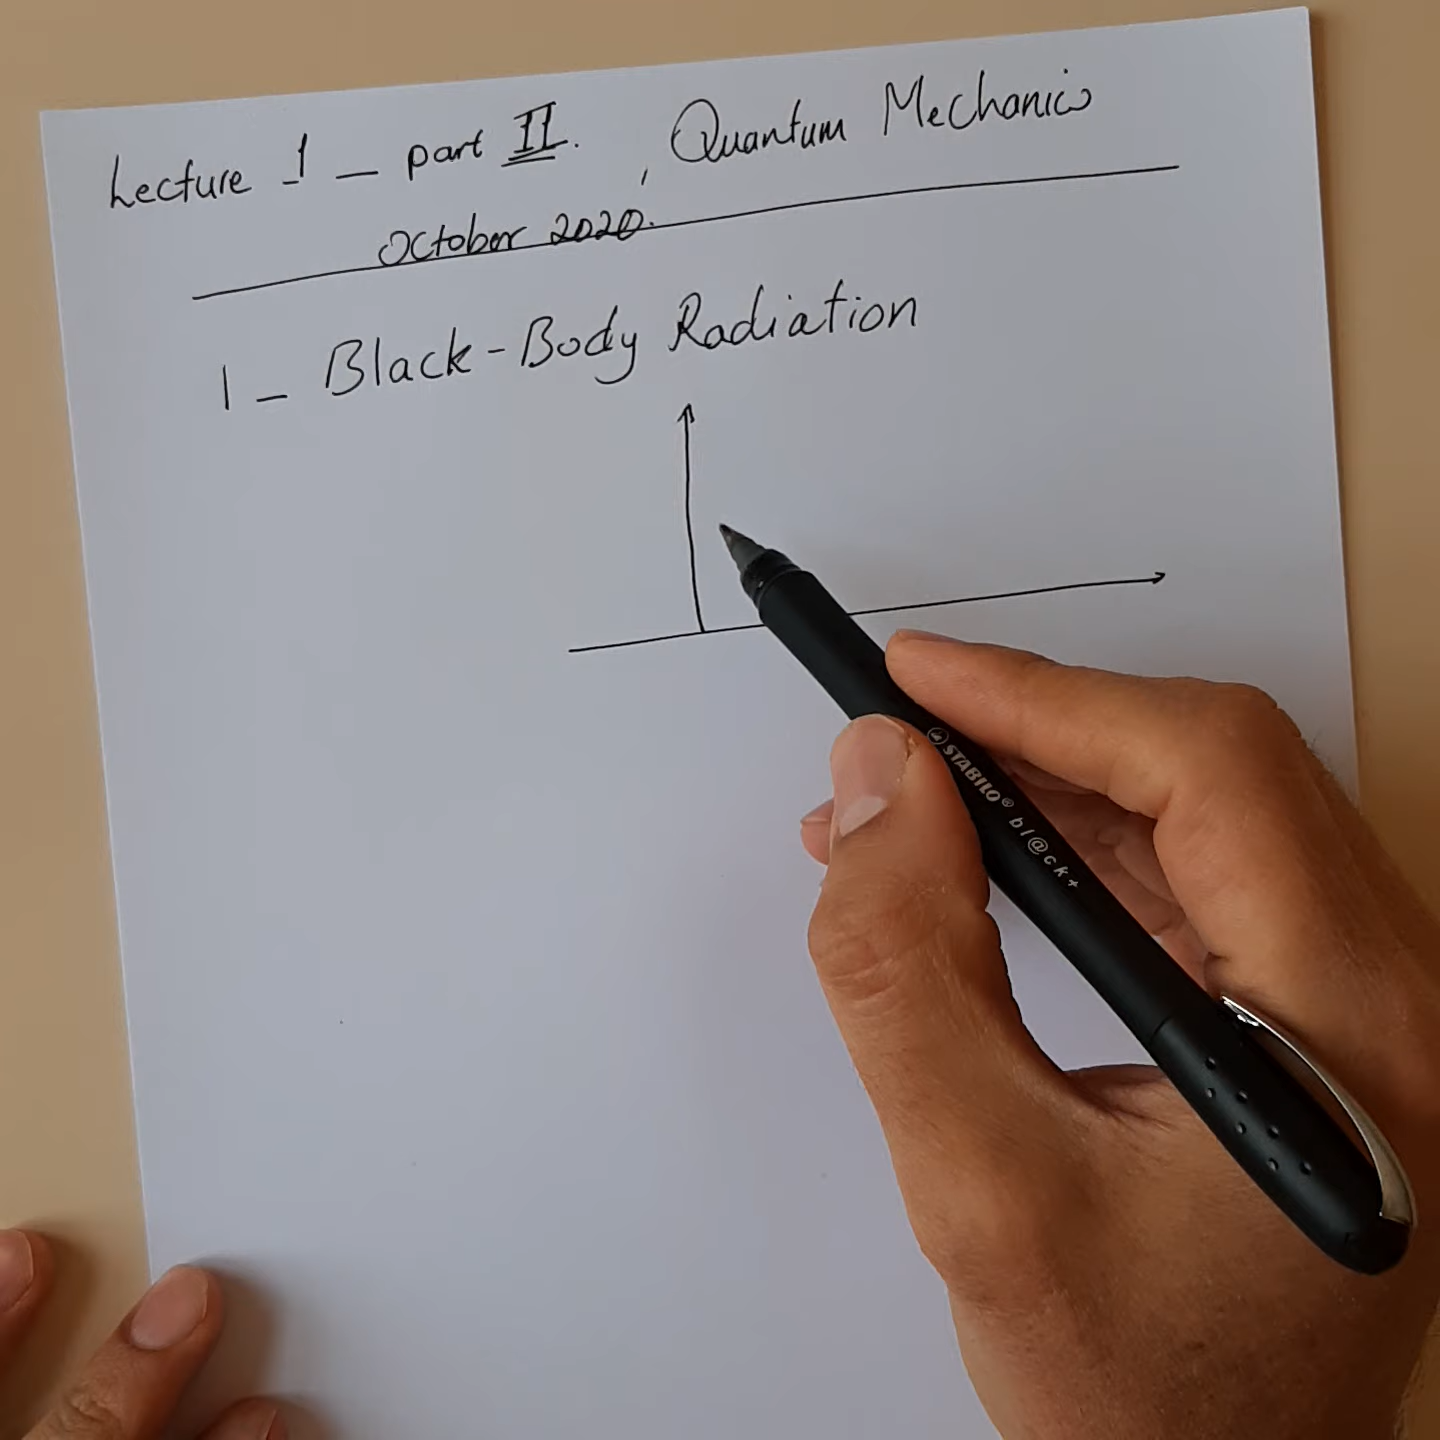 Lecture 1 - part II. , Quantum Mechanics
October 2020.
1 - Black-Body Radiation
STABILO® bl@ck+